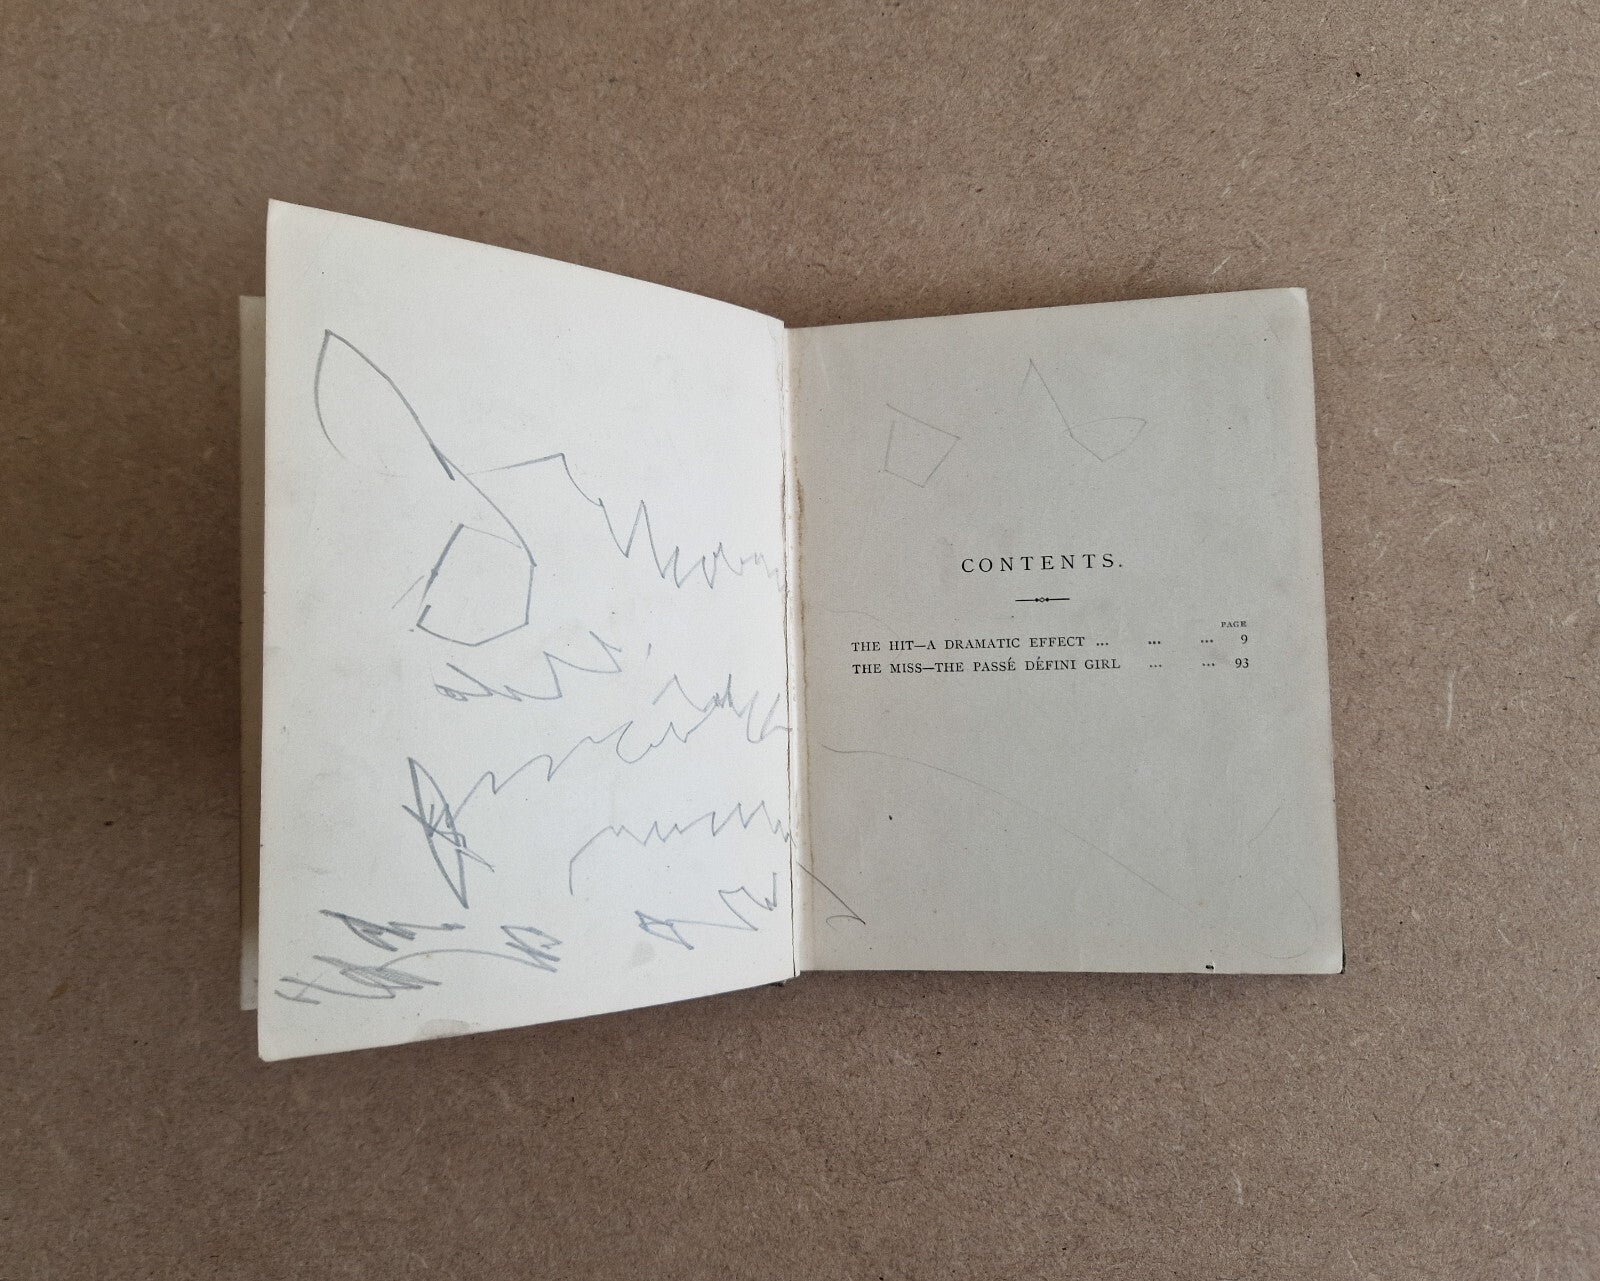 CONTENTS.
PAGE
THE HIT—A DRAMATIC EFFECT ... ... ... 9
THE MISS—THE PASSÉ DÉFINI GIRL ... ... 93